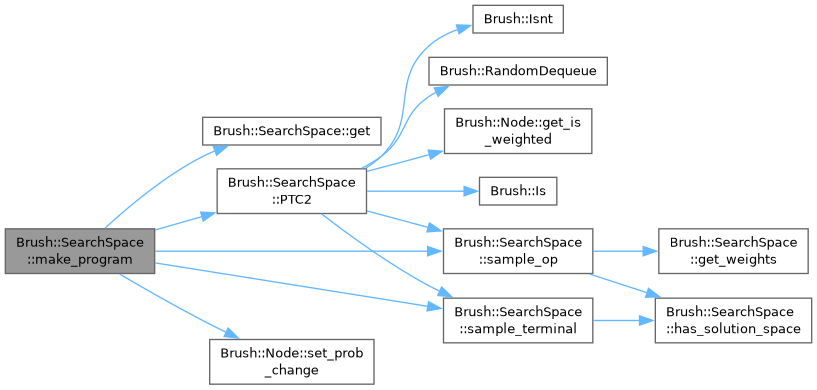 Brush::Isnt
Brush::RandomDequeue
Brush::SearchSpace::get
Brush::Node::get_is
_weighted
Brush::SearchSpace
::PTC2
Brush::Is
Brush::SearchSpace
::make_program
Brush::SearchSpace
::sample_op
Brush::SearchSpace
::get_weights
Brush::SearchSpace
::sample_terminal
Brush::SearchSpace
::has_solution_space
Brush::Node::set_prob
_change